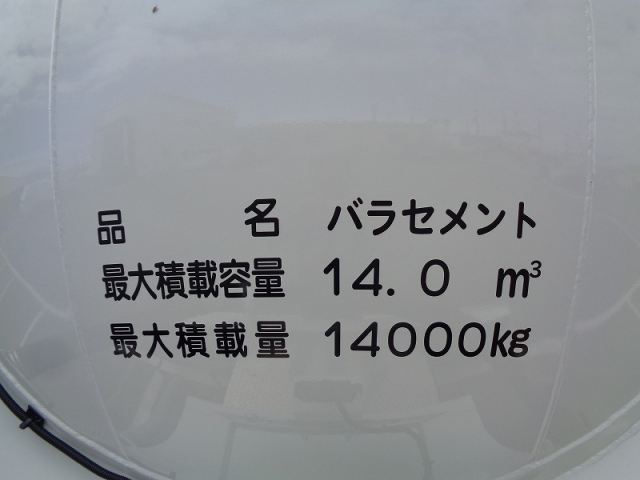 品名 バラセメント
最大積載容量 14.0 m³
最大積載量 14000kg